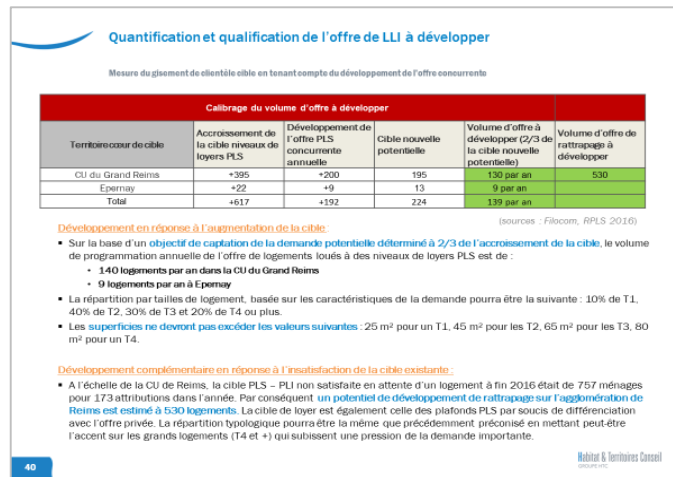 Quantification et qualification de l'offre de LLI à développer
Mesure du gisement de clientèle cible en tenant compte du développement de l'offre concurrente
Calibrage du volume d'offre à développer
Territoire cœur de cible
Accroissement de la cible niveaux de loyers PLS
Développement de l'offre PLS concurrente annuelle
Cible nouvelle potentielle
Volume d'offre à développer (2/3 de la cible nouvelle potentielle)
Volume d'offre de rattrapage à développer
CU du Grand Reims +395 +200 195 130 par an 530
Epernay +22 +9 13 9 par an
Total +617 +192 224 139 par an
(sources : Filocom, RPLS 2016)
Développement en réponse à l'augmentation de la cible :
▪ Sur la base d'un objectif de captation de la demande potentielle déterminé à 2/3 de l'accroissement de la cible, le volume
de programmation annuelle de l'offre de logements loués à des niveaux de loyers PLS est de :
• 140 logements par an dans la CU du Grand Reims
• 9 logements par an à Epernay
▪ La répartition par tailles de logement, basée sur les caractéristiques de la demande pourra être la suivante : 10% de T1,
40% de T2, 30% de T3 et 20% de T4 ou plus.
▪ Les superficies ne devront pas excéder les valeurs suivantes : 25 m² pour un T1, 45 m² pour les T2, 65 m² pour les T3, 80
m² pour un T4.
Développement complémentaire en réponse à l'insatisfaction de la cible existante :
▪ A l'échelle de la CU de Reims, la cible PLS – PLI non satisfaite en attente d'un logement à fin 2016 était de 757 ménages
pour 173 attributions dans l'année. Par conséquent un potentiel de développement de rattrapage sur l'agglomération de
Reims est estimé à 530 logements. La cible de loyer est également celle des plafonds PLS par soucis de différenciation
avec l'offre privée. La répartition typologique pourra être la même que précédemment préconisé en mettant peut-être
l'accent sur les grands logements (T4 et +) qui subissent une pression de la demande importante.
40
Habitat & Territoires Conseil
GROUPE HTC